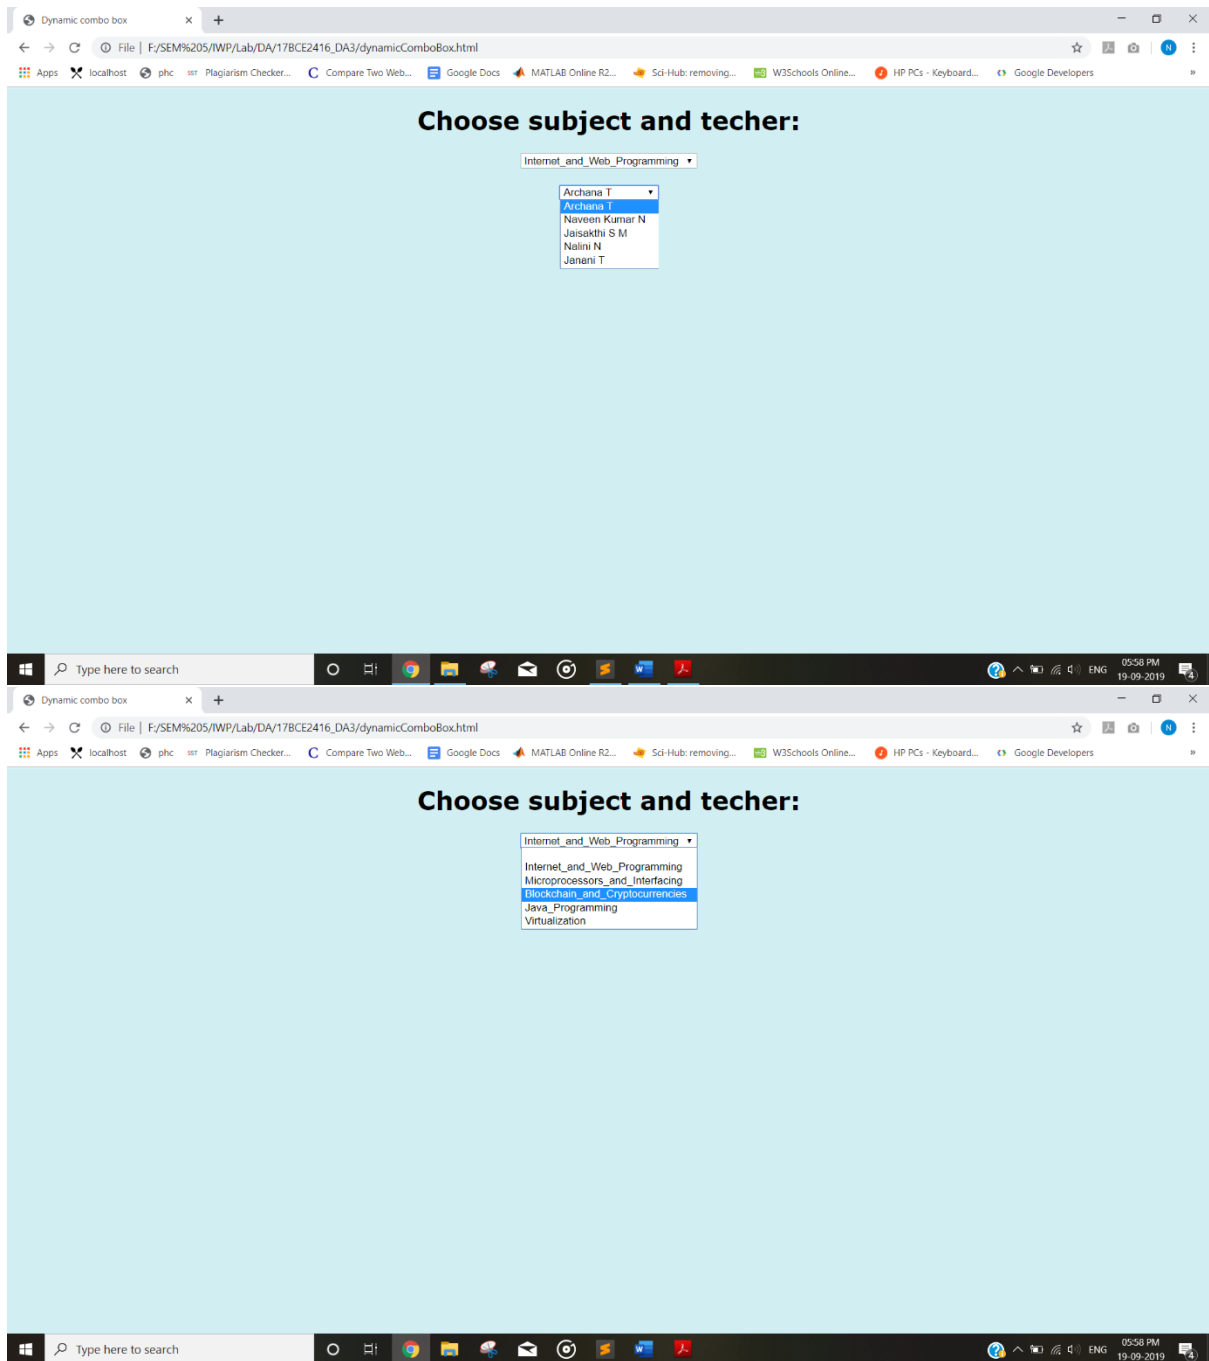 Dynamic combo box
File | F:/SEM%205/IWP/Lab/DA/17BCE2416_DA3/dynamicComboBox.html N
Apps localhost phc SST Plagiarism Checker... C Compare Two Web... Google Docs MATLAB Online R2... Sci-Hub: removing... W3Schools Online... HP PCs - Keyboard... Google Developers »
Choose subject and techer:
Internet_and_Web_Programming
Archana T
Archana T
Naveen Kumar N
Jaisakthi S M
Nalini N
Janani T
Type here to search ENG 05:58 PM
19-09-2019 4
Dynamic combo box
File | F:/SEM%205/IWP/Lab/DA/17BCE2416_DA3/dynamicComboBox.html N
Apps localhost phc SST Plagiarism Checker... C Compare Two Web... Google Docs MATLAB Online R2... Sci-Hub: removing... W3Schools Online... HP PCs - Keyboard... Google Developers »
Choose subject and techer:
Internet_and_Web_Programming
Internet_and_Web_Programming
Microprocessors_and_Interfacing
Blockchain_and_Cryptocurrencies
Java_Programming
Virtualization
Type here to search ENG 05:58 PM
19-09-2019 4